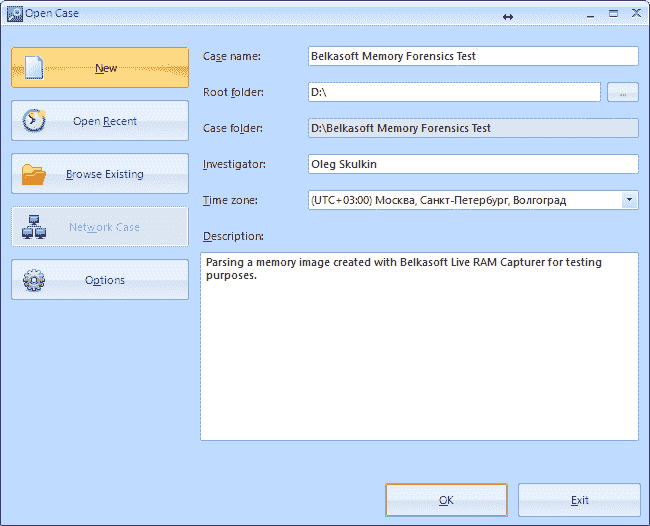 Open Case
New
Open Recent
Browse Existing
Network Case
Options
Case name:
Belkasoft Memory Forensics Test
Root folder:
D:\
...
Case folder:
D:\Belkasoft Memory Forensics Test
Investigator:
Oleg Skulkin
Time zone:
(UTC+03:00) Москва, Санкт-Петербург, Волгоград
Description:
Parsing a memory image created with Belkasoft Live RAM Capturer for testing
purposes.
OK
Exit